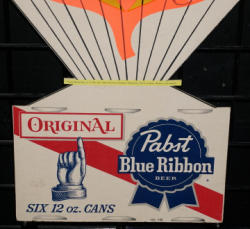 ORIGINAL
Pabst
Blue Ribbon
BEER
SIX 12 oz. CANS